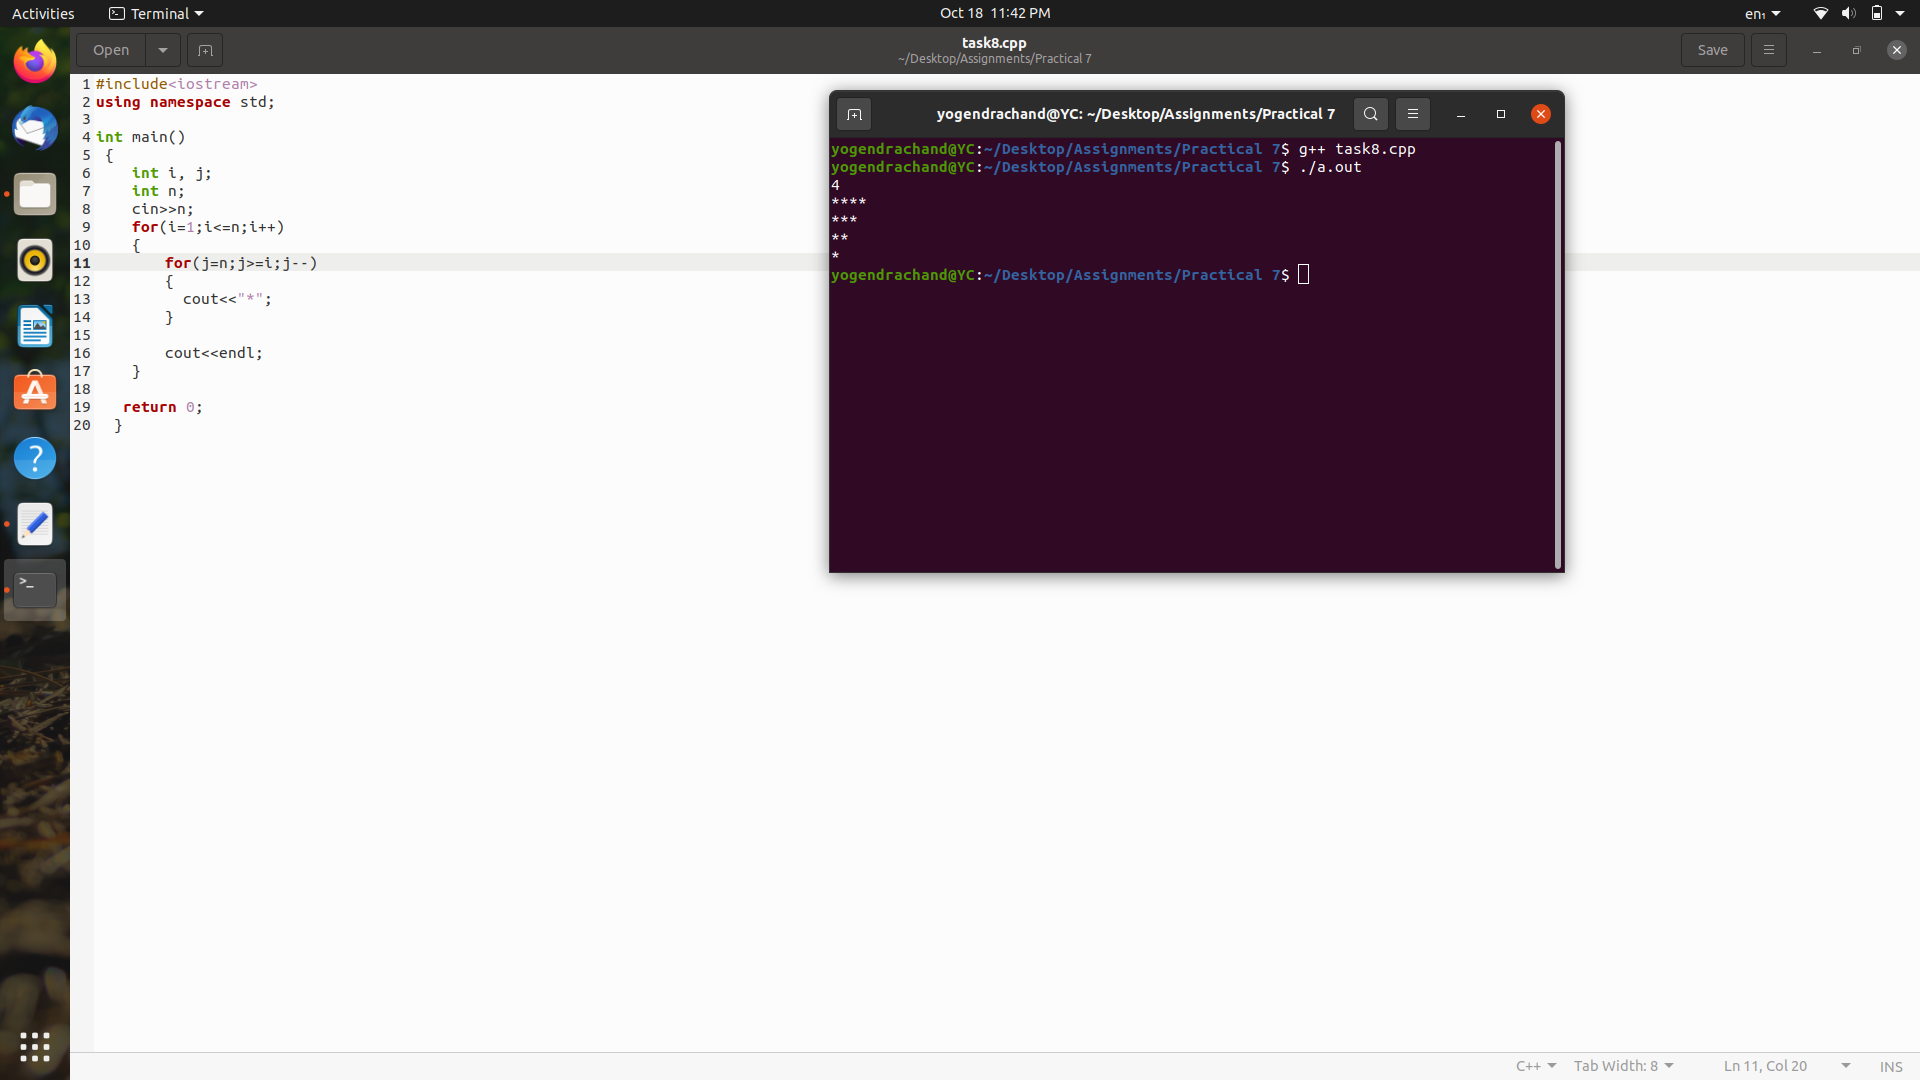 Activities Terminal Oct 18 11:42 PM en₁
Open task8.cpp Save
~/Desktop/Assignments/Practical 7
1 #include<iostream>
2 using namespace std;
3
4 int main()
5 {
6 int i, j;
7 int n;
8 cin>>n;
9 for(i=1;i<=n;i++)
10 {
11 for(j=n;j>=i;j--)
12 {
13 cout<<"*";
14 }
15
16 cout<<endl;
17 }
18
19 return 0;
20 }
yogendrachand@YC: ~/Desktop/Assignments/Practical 7
yogendrachand@YC:~/Desktop/Assignments/Practical 7$ g++ task8.cpp
yogendrachand@YC:~/Desktop/Assignments/Practical 7$ ./a.out
4
****
***
**
*
yogendrachand@YC:~/Desktop/Assignments/Practical 7$
C++ Tab Width: 8 Ln 11, Col 20 INS